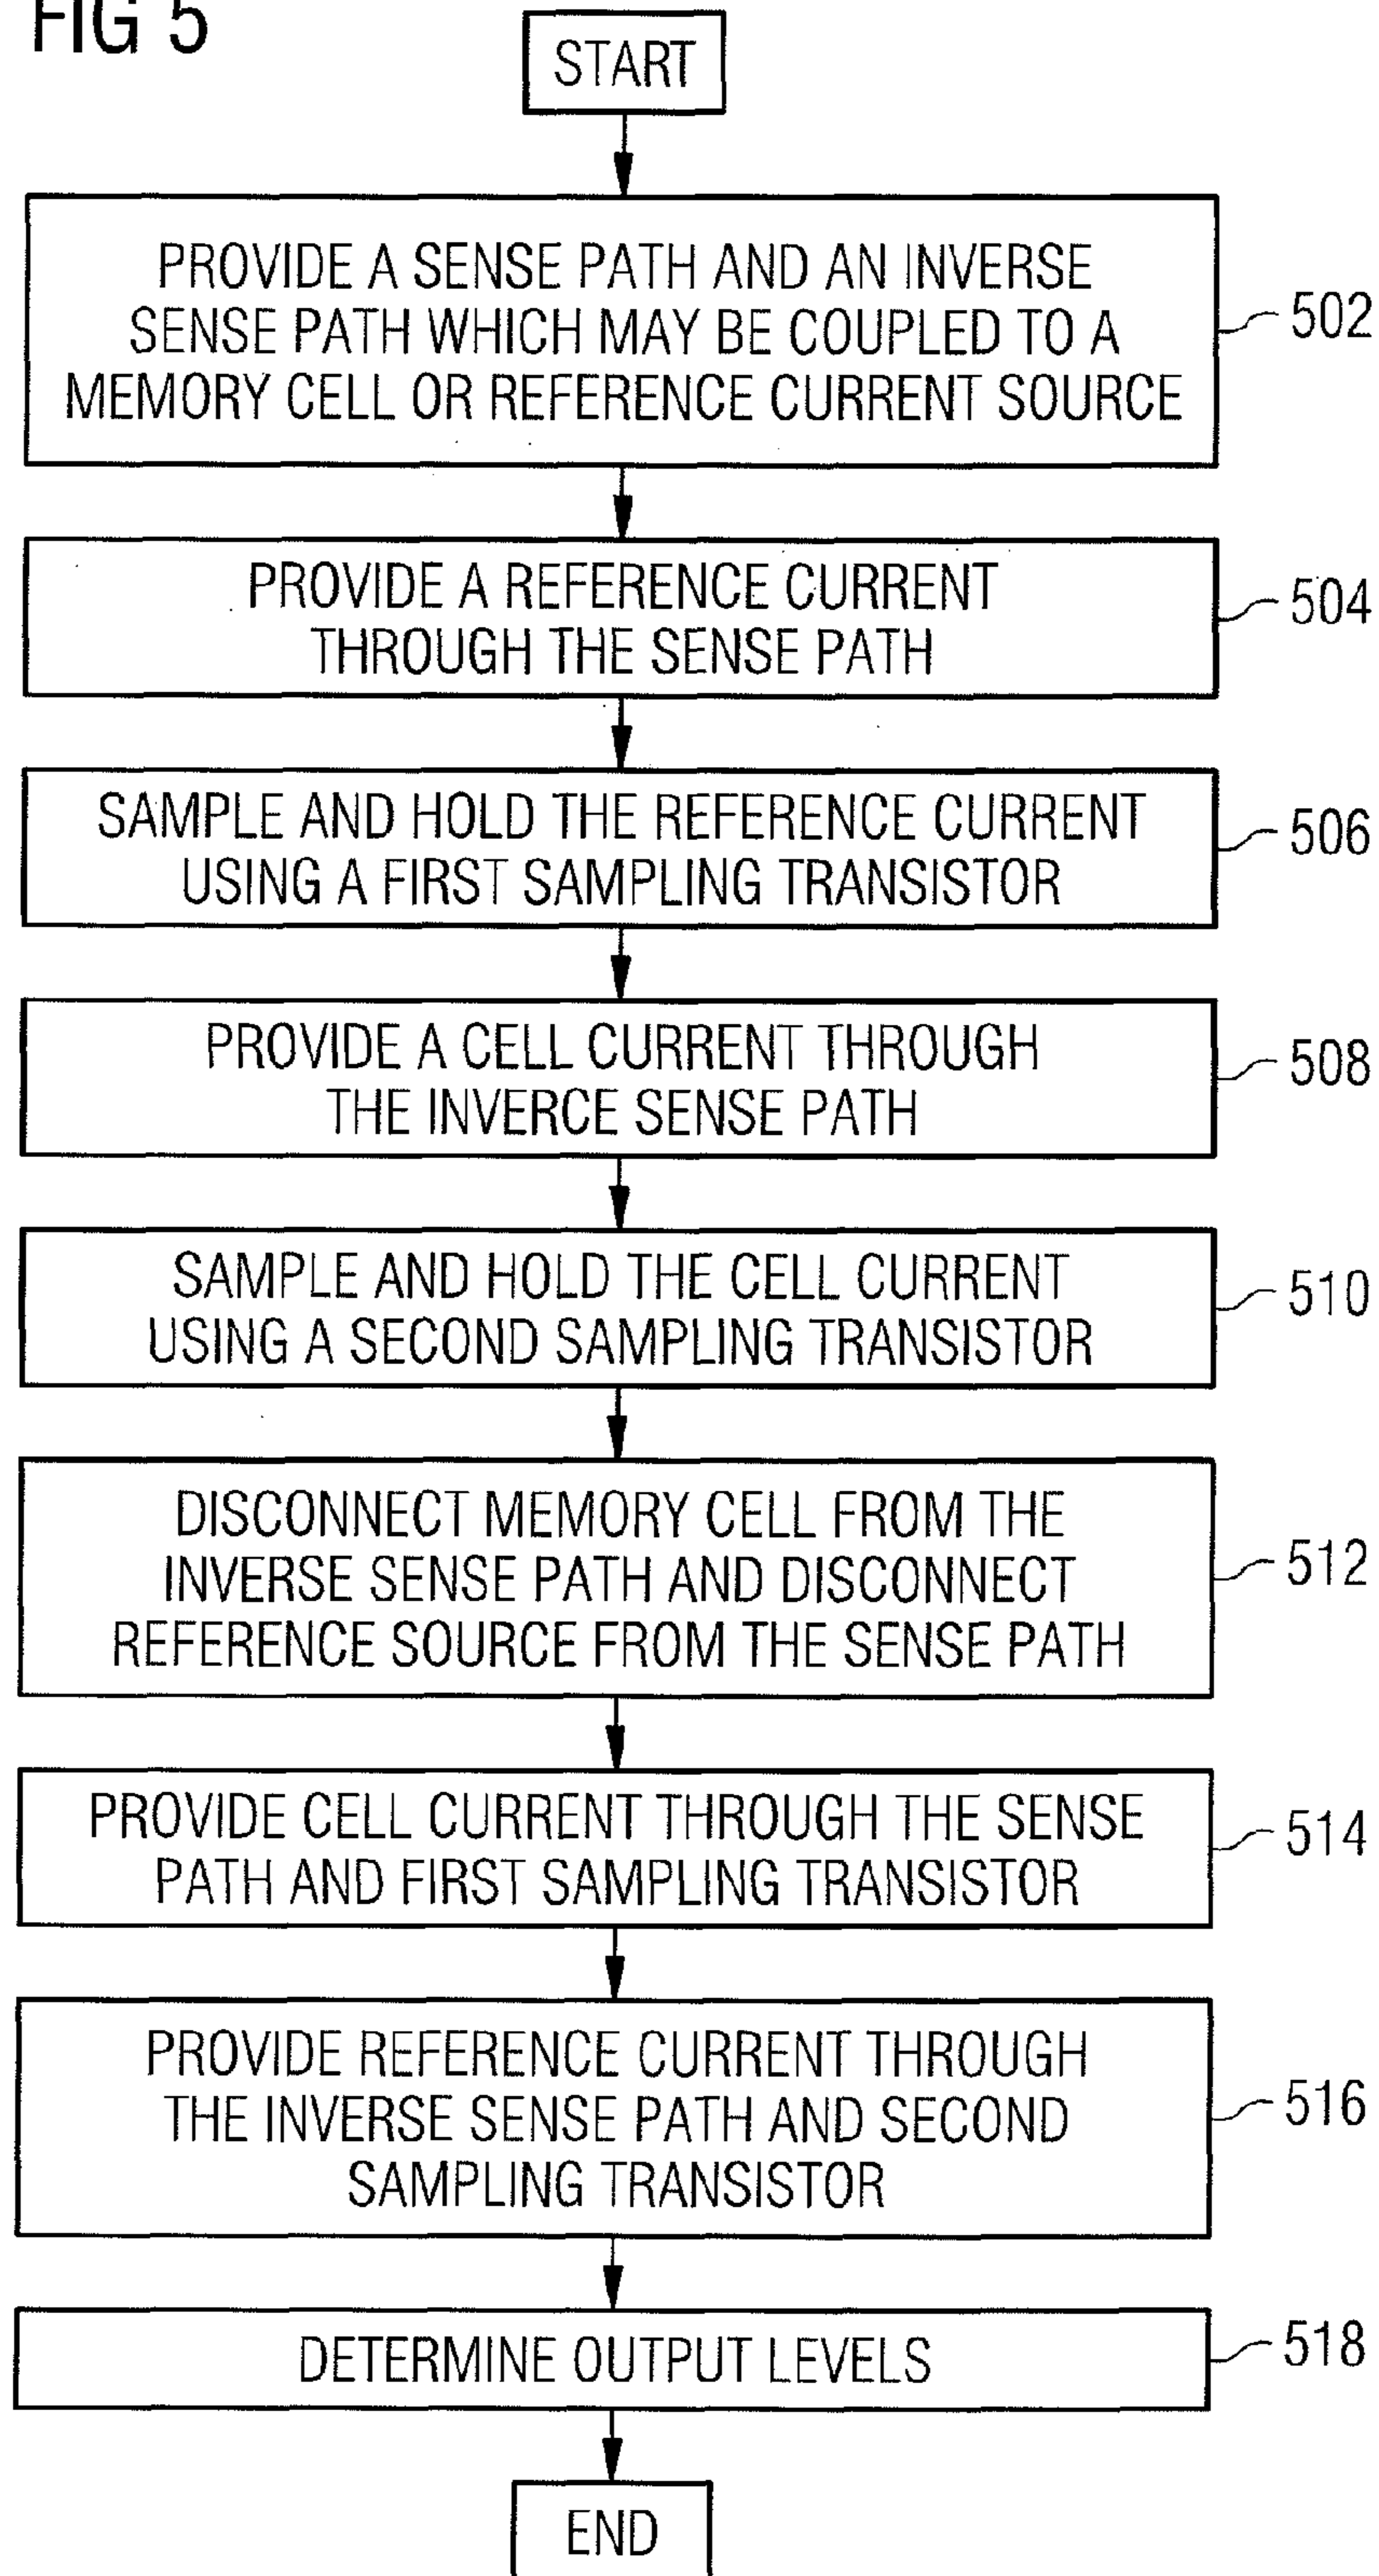 FIG 5
START
PROVIDE A SENSE PATH AND AN INVERSE
SENSE PATH WHICH MAY BE COUPLED TO A
MEMORY CELL OR REFERENCE CURRENT SOURCE
502
PROVIDE A REFERENCE CURRENT
THROUGH THE SENSE PATH
504
SAMPLE AND HOLD THE REFERENCE CURRENT
USING A FIRST SAMPLING TRANSISTOR
506
PROVIDE A CELL CURRENT THROUGH
THE INVERCE SENSE PATH
508
SAMPLE AND HOLD THE CELL CURRENT
USING A SECOND SAMPLING TRANSISTOR
510
DISCONNECT MEMORY CELL FROM THE
INVERSE SENSE PATH AND DISCONNECT
REFERENCE SOURCE FROM THE SENSE PATH
512
PROVIDE CELL CURRENT THROUGH THE SENSE
PATH AND FIRST SAMPLING TRANSISTOR
514
PROVIDE REFERENCE CURRENT THROUGH
THE INVERSE SENSE PATH AND SECOND
SAMPLING TRANSISTOR
516
DETERMINE OUTPUT LEVELS
518
END